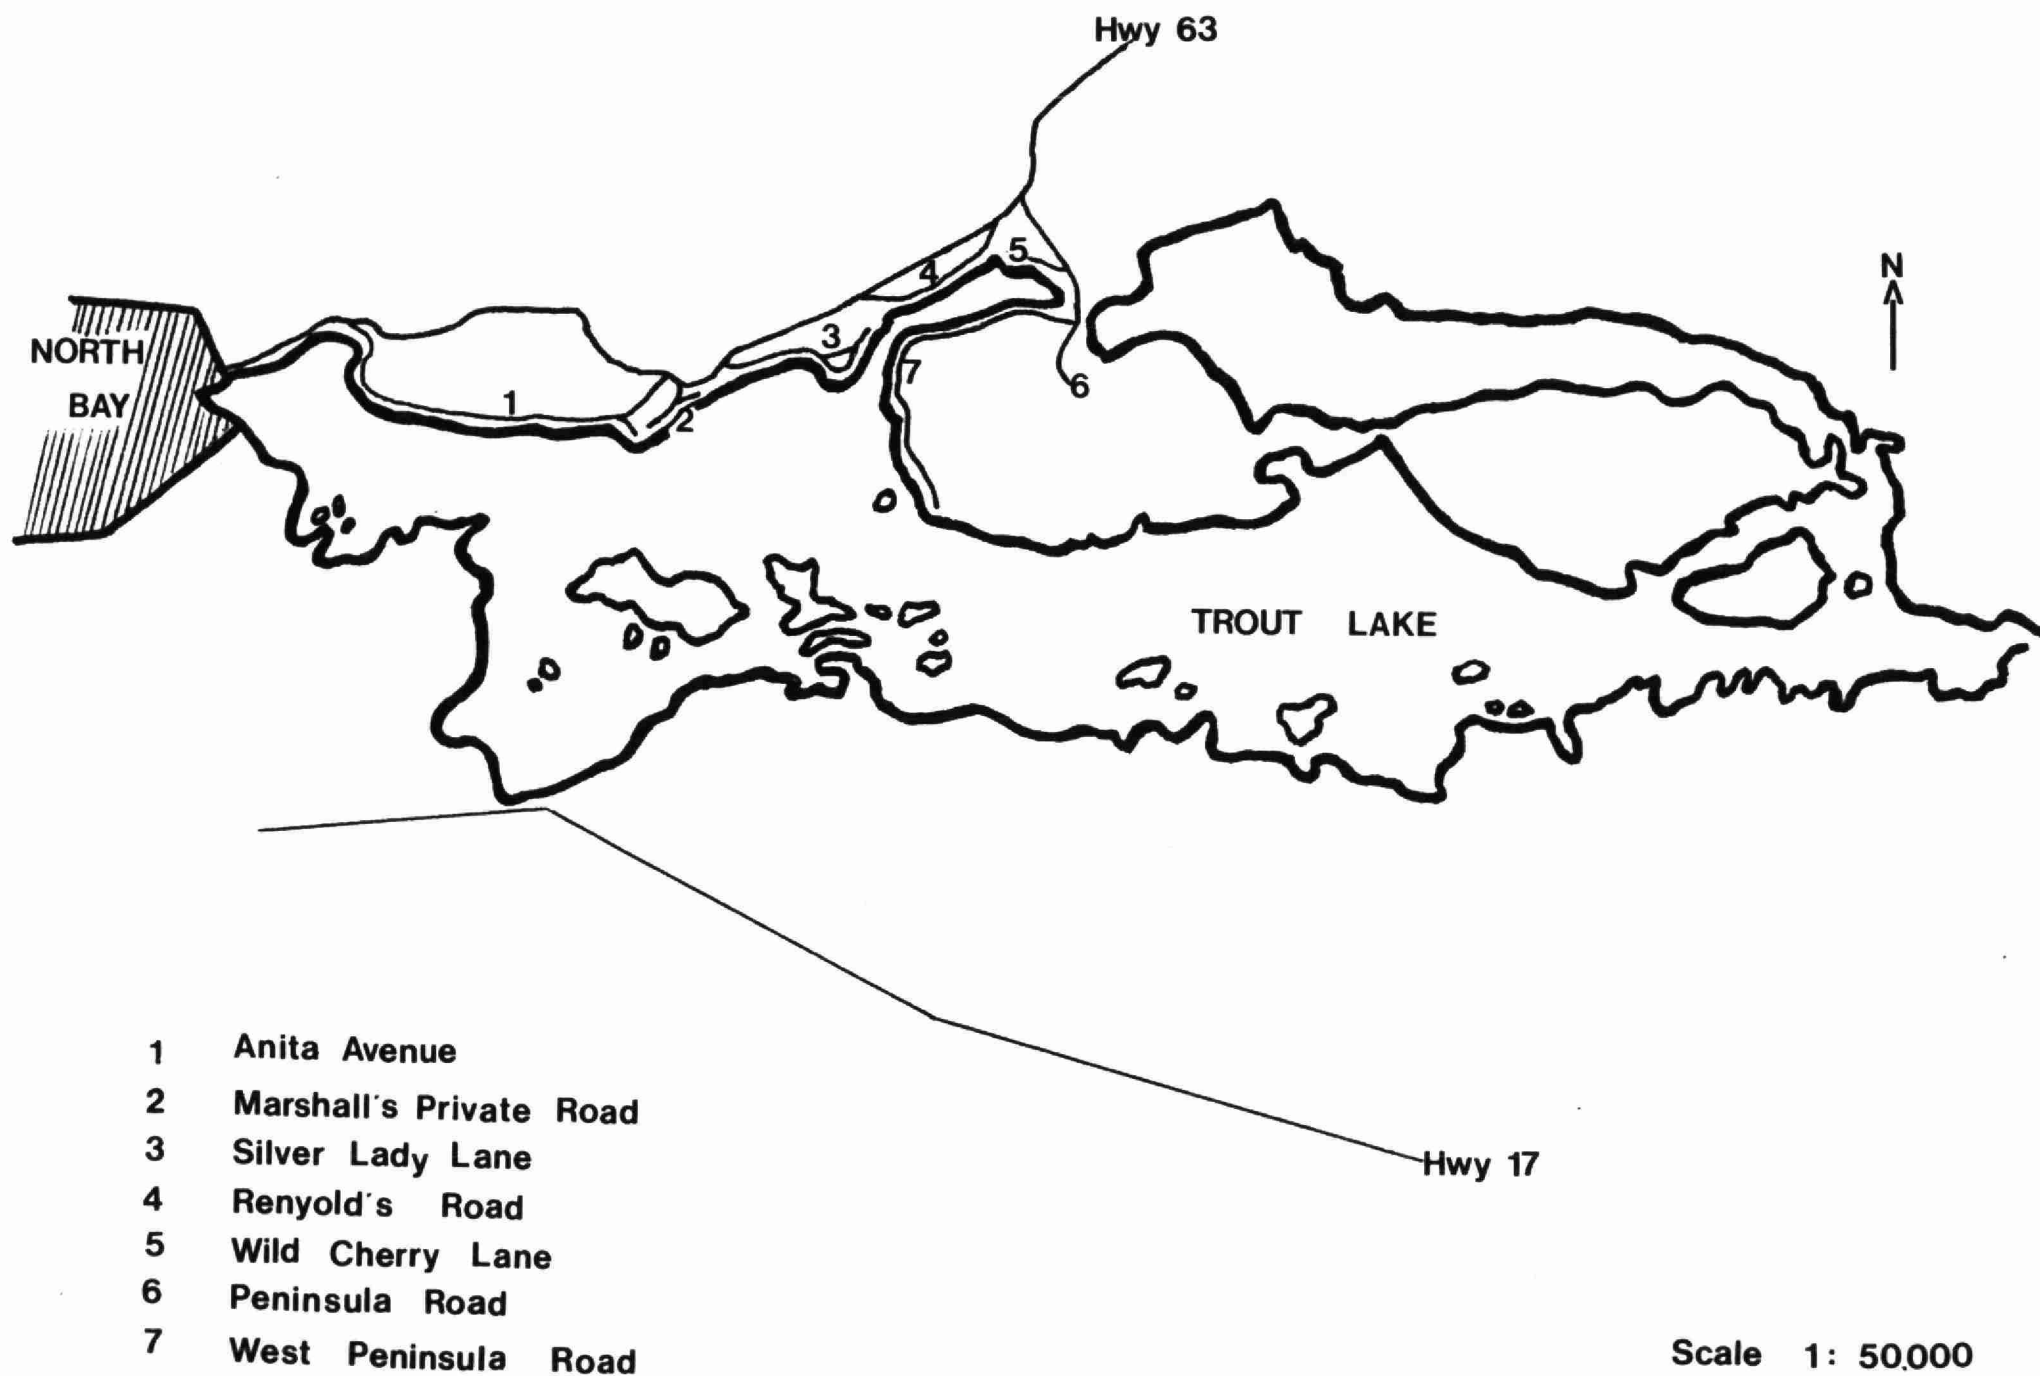 Hwy 63
N
NORTH
BAY
5
4
3
7
6
1
2
TROUT LAKE
Hwy 17
1 Anita Avenue
2 Marshall's Private Road
3 Silver Lady Lane
4 Renyold's Road
5 Wild Cherry Lane
6 Peninsula Road
7 West Peninsula Road
Scale 1: 50,000